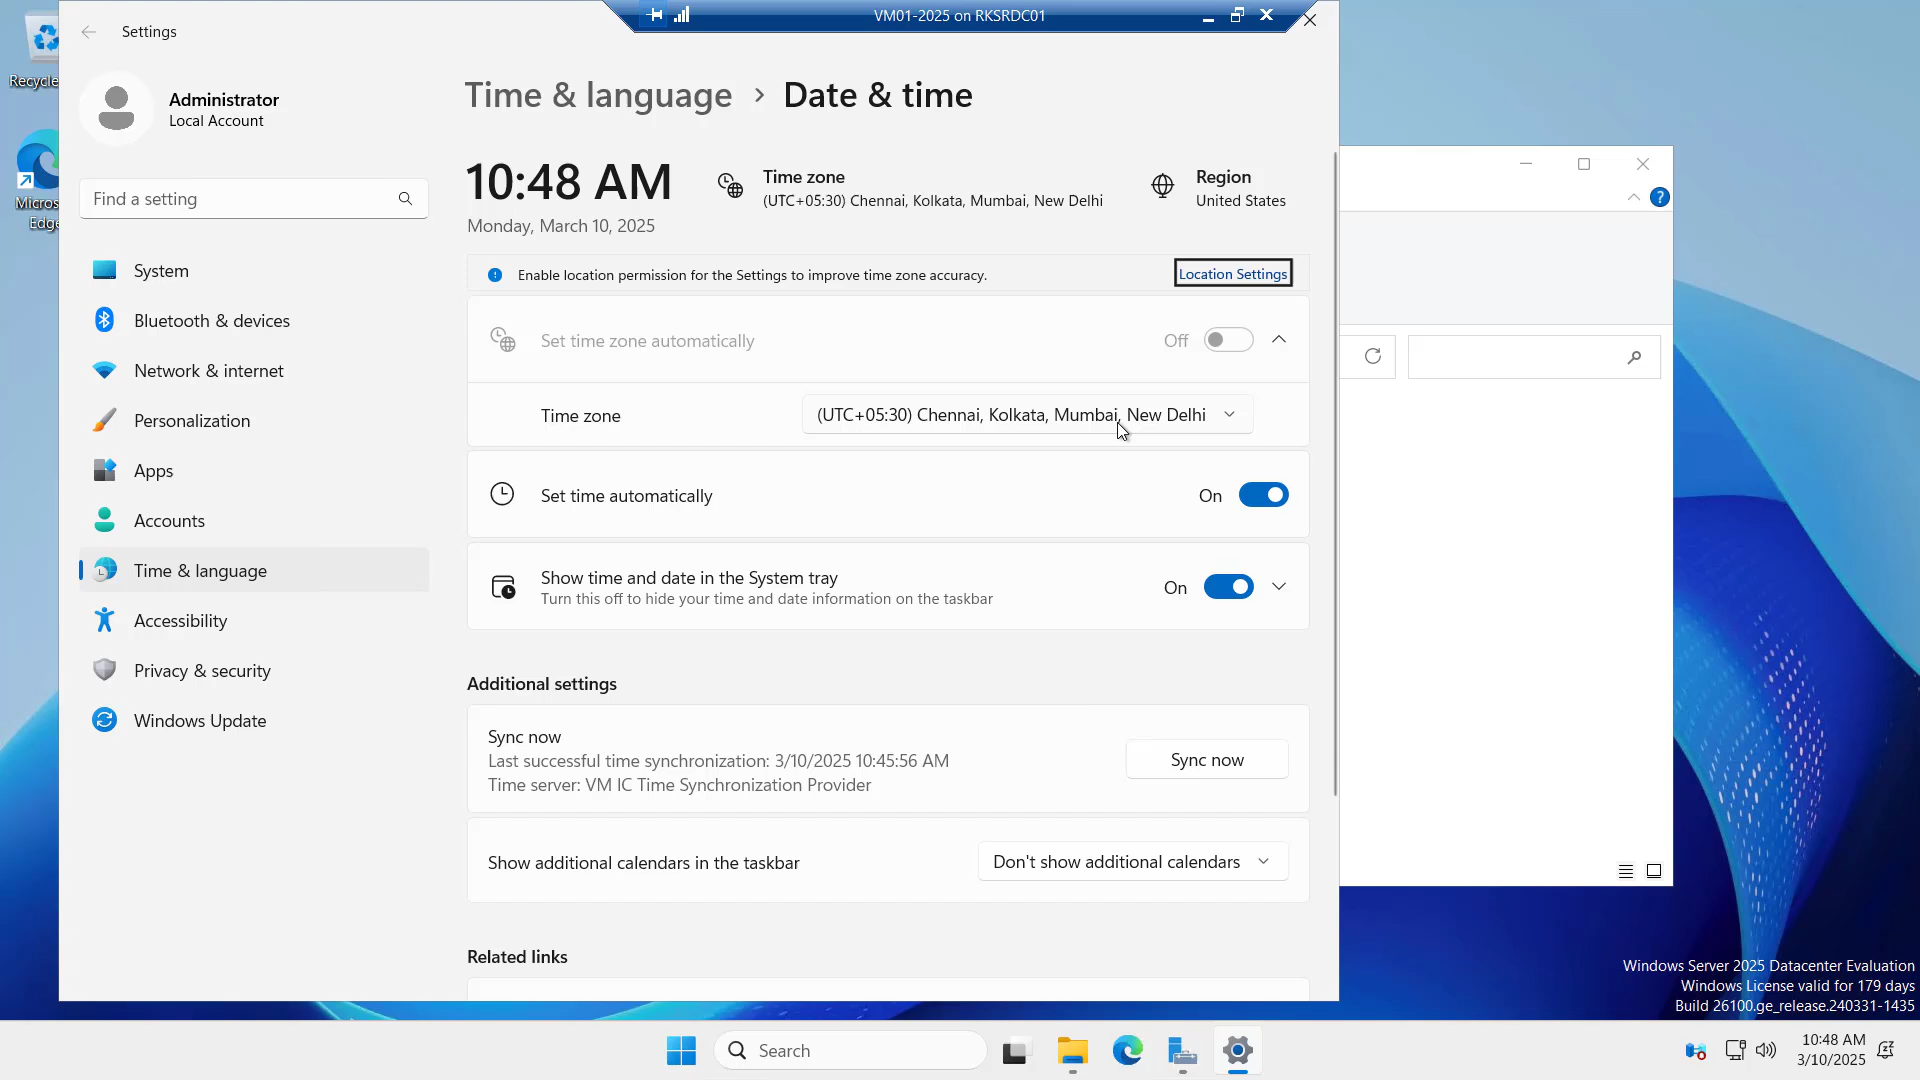 VM01-2025 on RKSRDC01
Recycle
Micros
Edge
Settings
Administrator
Local Account
Find a setting
System
Bluetooth & devices
Network & internet
Personalization
Apps
Accounts
Time & language
Accessibility
Privacy & security
Windows Update
Time & language > Date & time
10:48 AM
Monday, March 10, 2025
Time zone
(UTC+05:30) Chennai, Kolkata, Mumbai, New Delhi
Region
United States
Enable location permission for the Settings to improve time zone accuracy.
Location Settings
Set time zone automatically
Off
Time zone
(UTC+05:30) Chennai, Kolkata, Mumbai, New Delhi
Set time automatically
On
Show time and date in the System tray
Turn this off to hide your time and date information on the taskbar
On
Additional settings
Sync now
Last successful time synchronization: 3/10/2025 10:45:56 AM
Time server: VM IC Time Synchronization Provider
Sync now
Show additional calendars in the taskbar
Don't show additional calendars
Related links
Windows Server 2025 Datacenter Evaluation
Windows License valid for 179 days
Build 26100.ge_release.240331-1435
Search
10:48 AM
3/10/2025